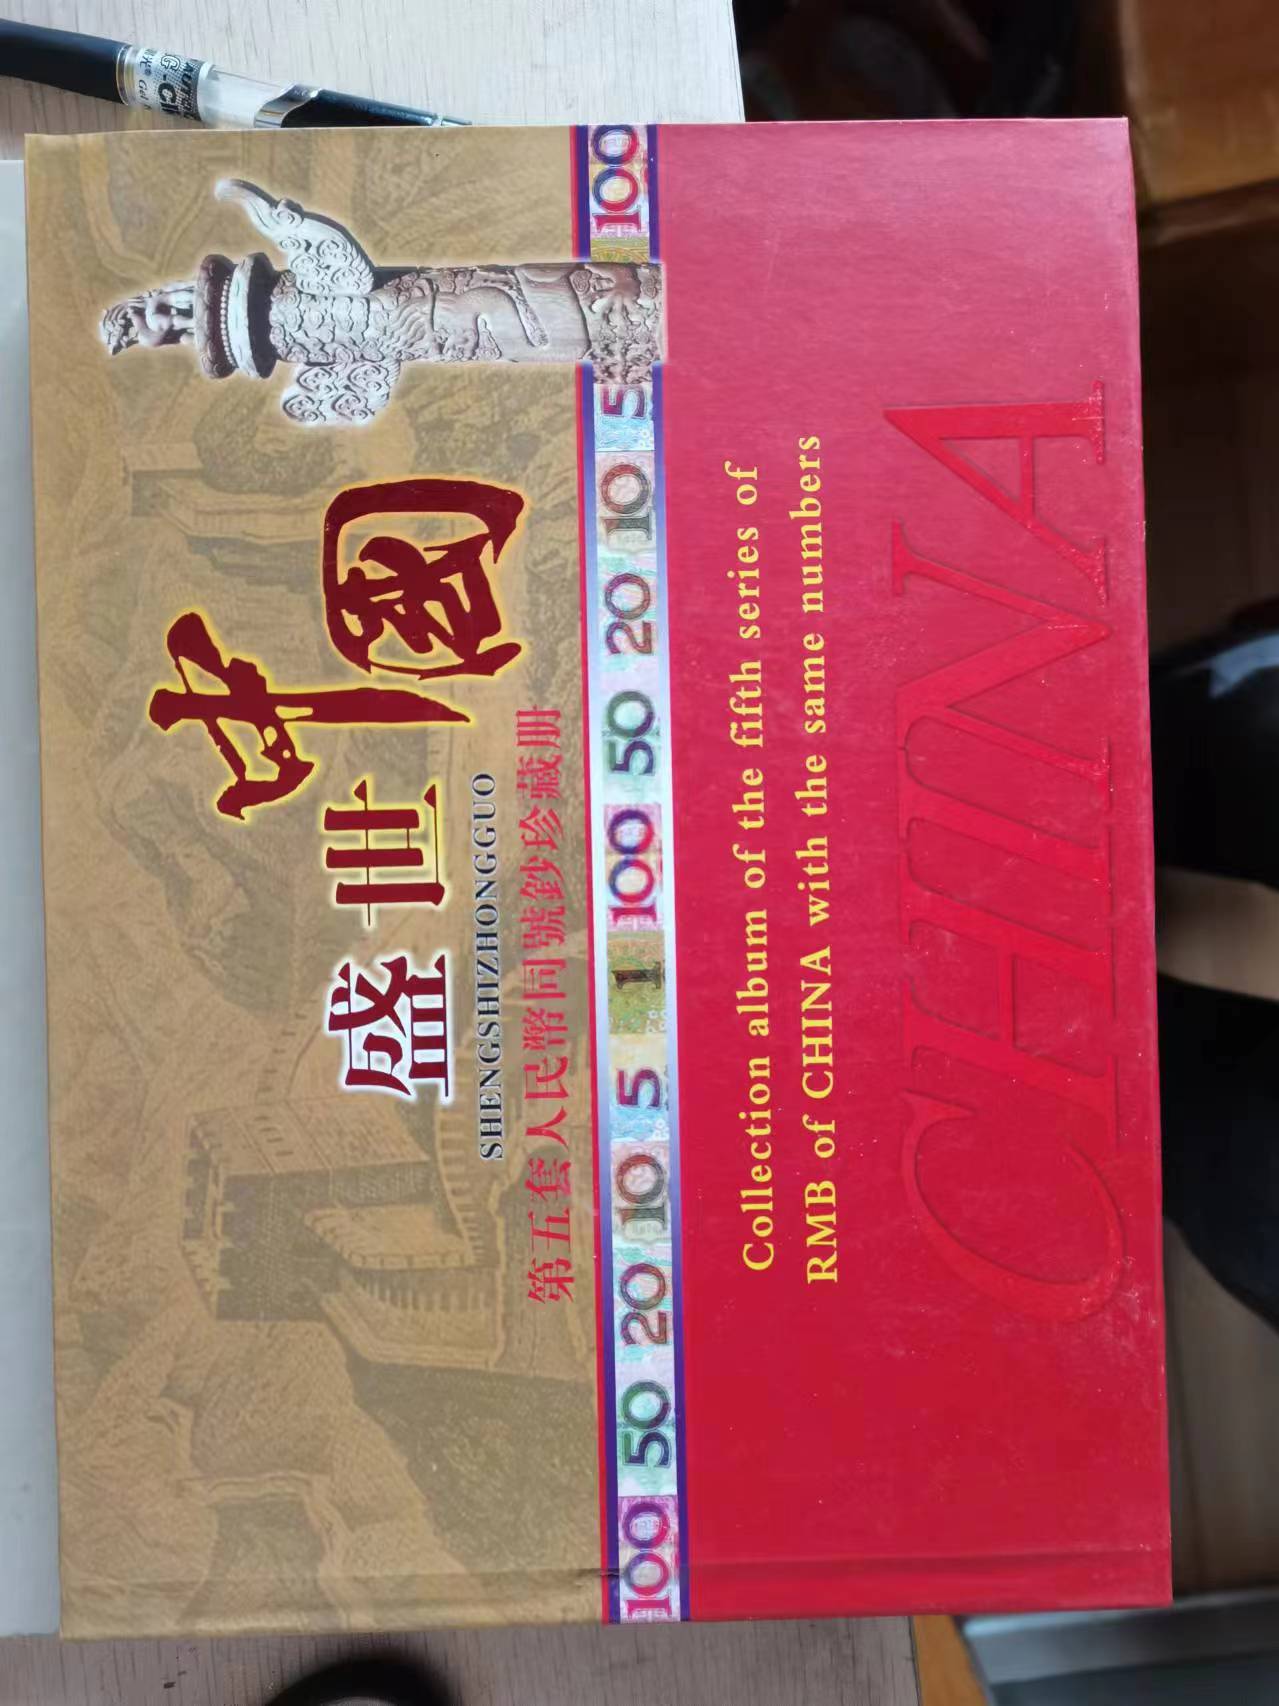 盛世中國
SHENGSHIZHONGGUO
第五套人民幣同號鈔珍藏册
100 50 20 10 5 1 100 50 20 10 5 100
Collection album of the fifth series of
RMB of CHINA with the same numbers
CHINA